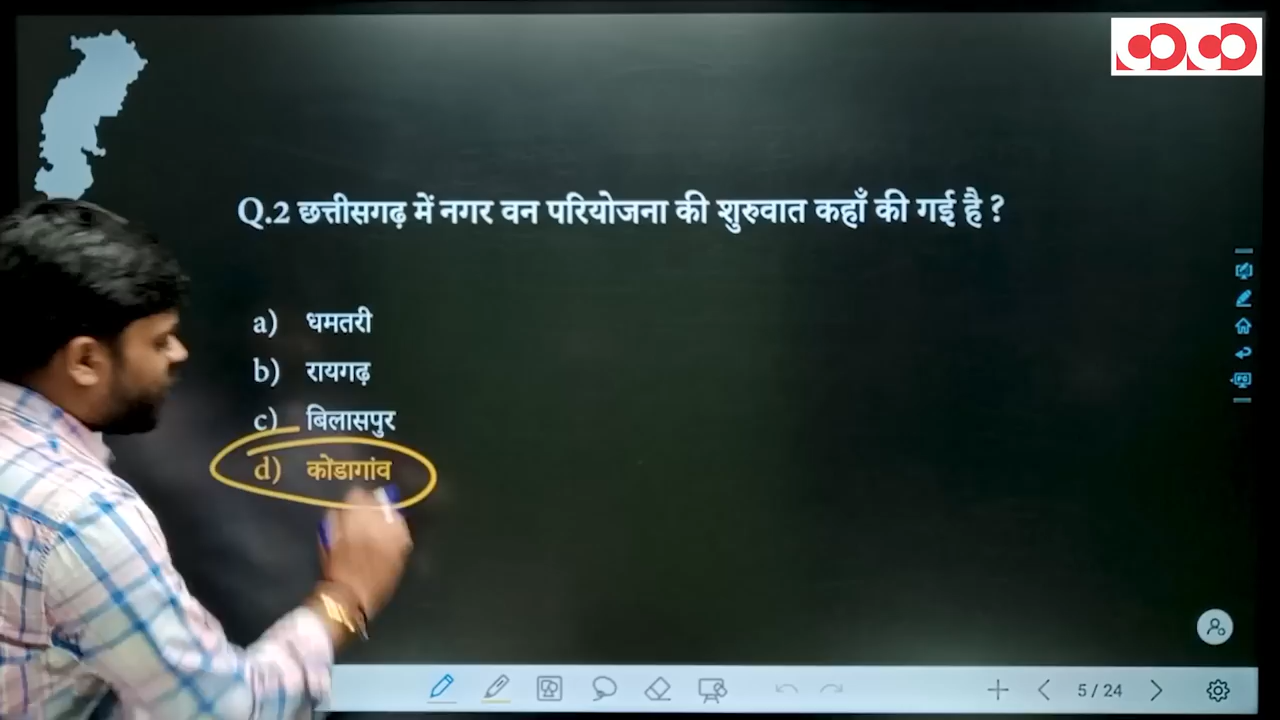 Q.2 छत्तीसगढ़ में नगर वन परियोजना की शुरुवात कहाँ की गई है ?
a) धमतरी
b) रायगढ़
c) बिलासपुर
d) कोंडागांव
5 / 24